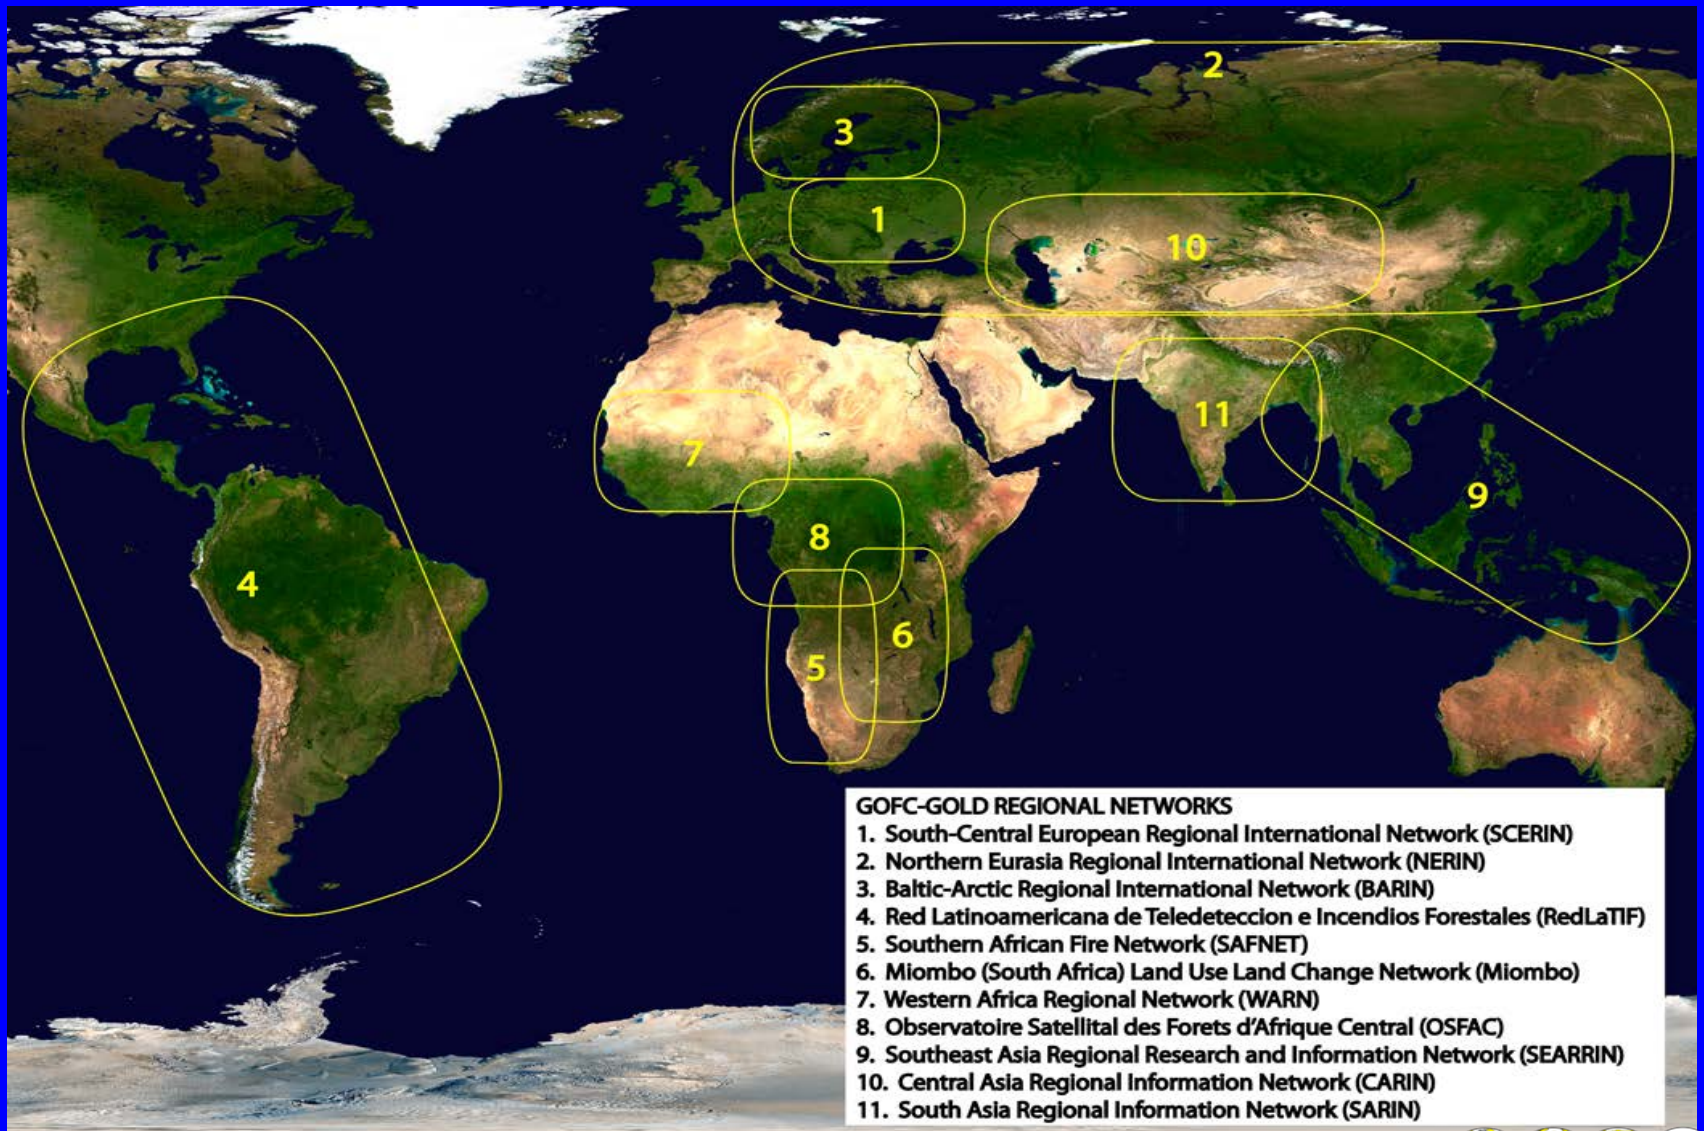 2
3
1
10
11
7
9
8
4
6
5
GOFC-GOLD REGIONAL NETWORKS
1. South-Central European Regional International Network (SCERIN)
2. Northern Eurasia Regional International Network (NERIN)
3. Baltic-Arctic Regional International Network (BARIN)
4. Red Latinoamericana de Teledeteccion e Incendios Forestales (RedLaTIF)
5. Southern African Fire Network (SAFNET)
6. Miombo (South Africa) Land Use Land Change Network (Miombo)
7. Western Africa Regional Network (WARN)
8. Observatoire Satellital des Forets d'Afrique Central (OSFAC)
9. Southeast Asia Regional Research and Information Network (SEARRIN)
10. Central Asia Regional Information Network (CARIN)
11. South Asia Regional Information Network (SARIN)